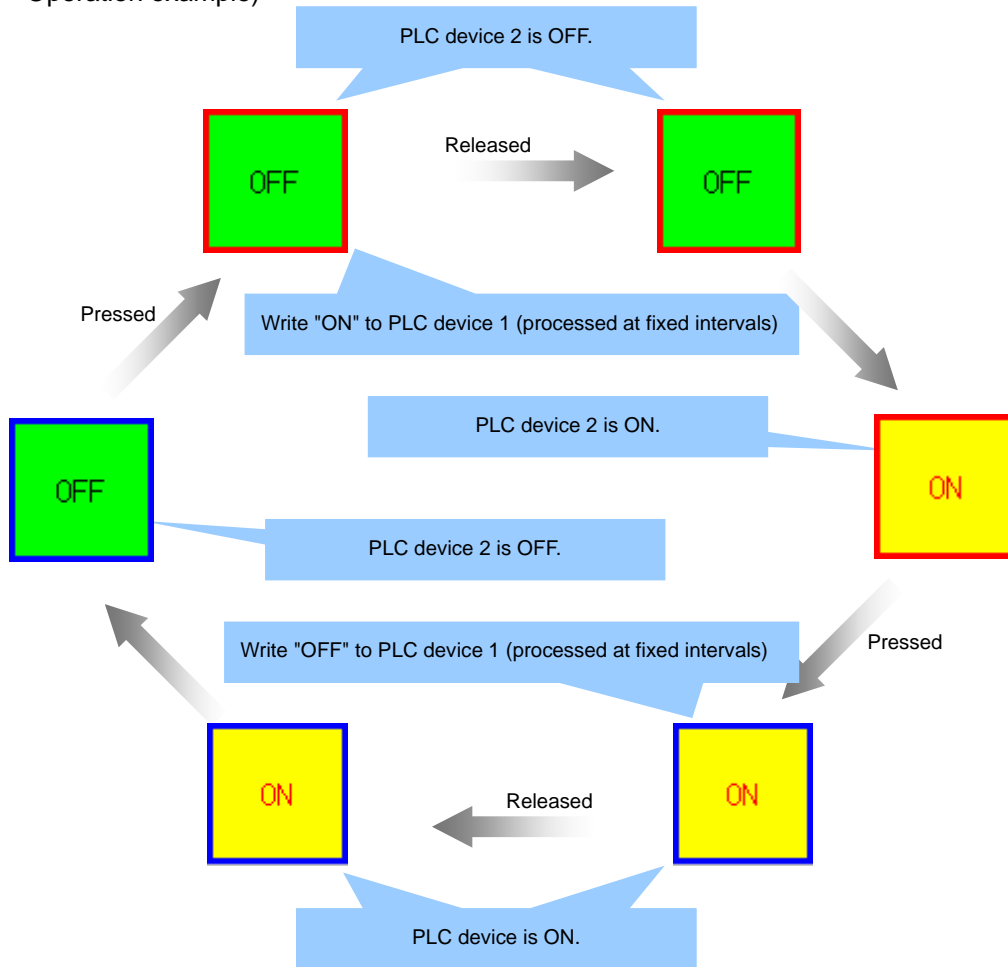 Operation example)
PLC device 2 is OFF.
Released
OFF
OFF
Pressed
Write "ON" to PLC device 1 (processed at fixed intervals)
PLC device 2 is ON.
OFF
ON
PLC device 2 is OFF.
Write "OFF" to PLC device 1 (processed at fixed intervals)
Pressed
ON
Released
ON
PLC device is ON.